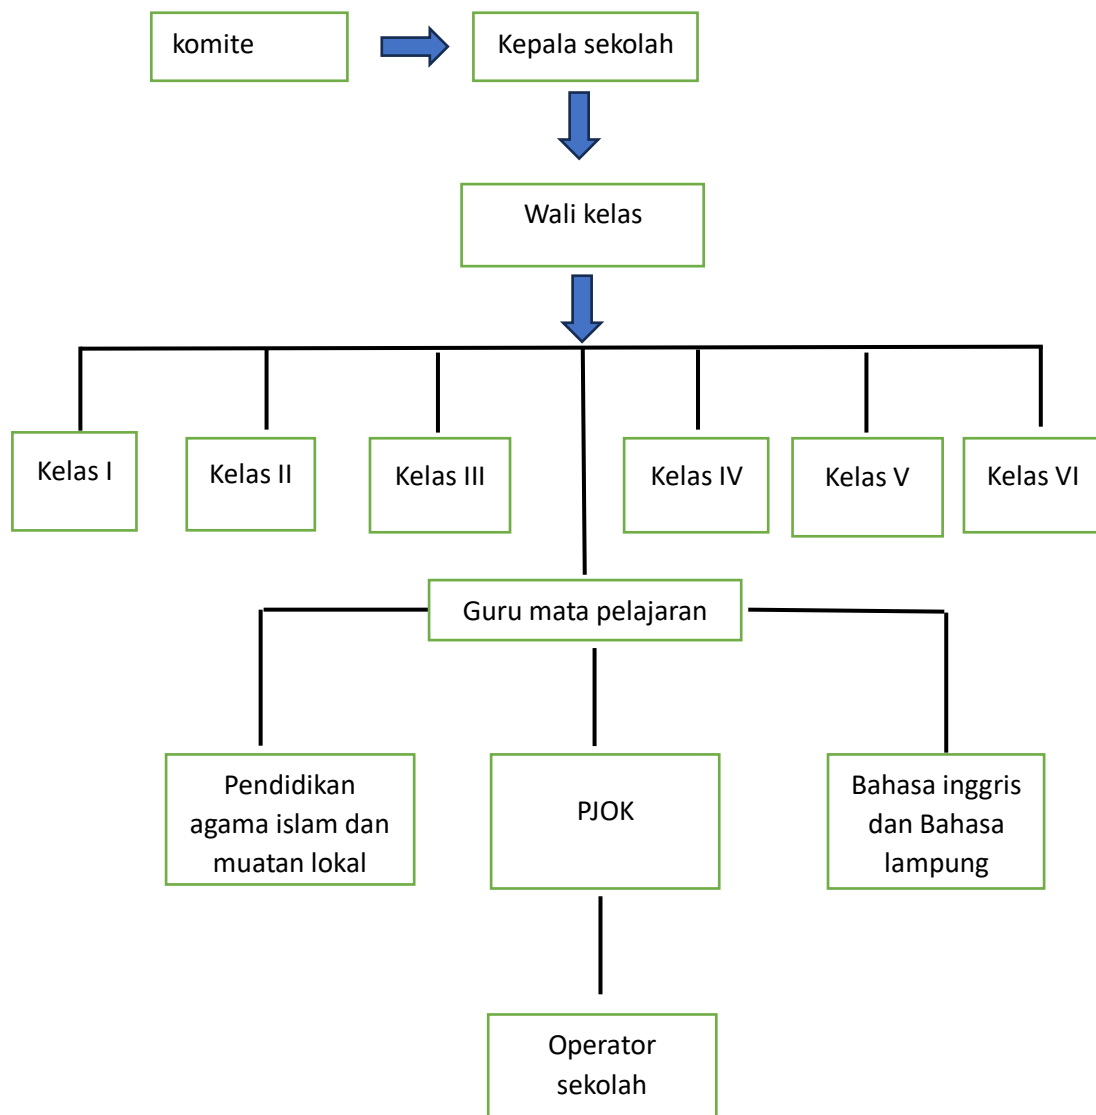 komite
Kepala sekolah
Wali kelas
Kelas I
Kelas II
Kelas III
Kelas IV
Kelas V
Kelas VI
Guru mata pelajaran
Pendidikan
agama islam dan
muatan lokal
PJOK
Bahasa inggris
dan Bahasa
lampung
Operator
sekolah